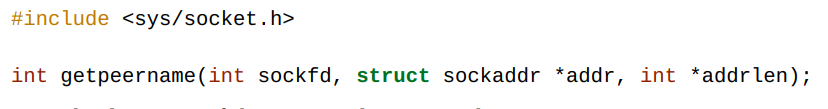 #include <sys/socket.h>
int getpeername(int sockfd, struct sockaddr *addr, int *addrlen);